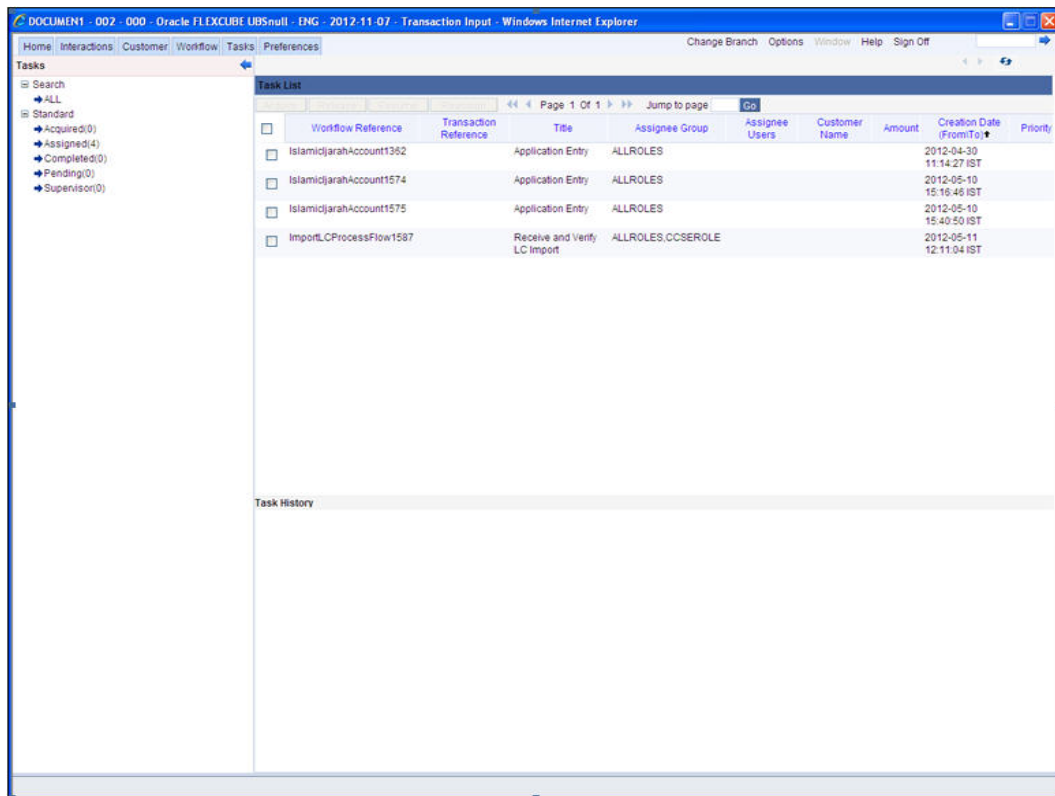 DOCUMENT1 - 002 - 000 - Oracle FLEXCUBE UBSnull - ENG - 2012-11-07 - Transaction Input - Windows Internet Explorer
Home Interactions Customer Workflow Tasks Preferences
Change Branch Options Window Help Sign Off
Tasks
Search
ALL
Standard
Acquired(0)
Assigned(4)
Completed(0)
Pending(0)
Supervisor(0)
Task List
Page 1 Of 1 Jump to page Go
Workflow Reference Transaction Reference Title Assignee Group Assignee Users Customer Name Amount Creation Date (From|To) Priority
IslamicIjarahAccount1362 Application Entry ALLROLES 2012-04-30 11:14:27 IST
IslamicIjarahAccount1574 Application Entry ALLROLES 2012-05-10 15:16:46 IST
IslamicIjarahAccount1575 Application Entry ALLROLES 2012-05-10 15:40:50 IST
ImportLCProcessFlow1587 Receive and Verify LC Import ALLROLES,CCSEROLE 2012-05-11 12:11:04 IST
Task History